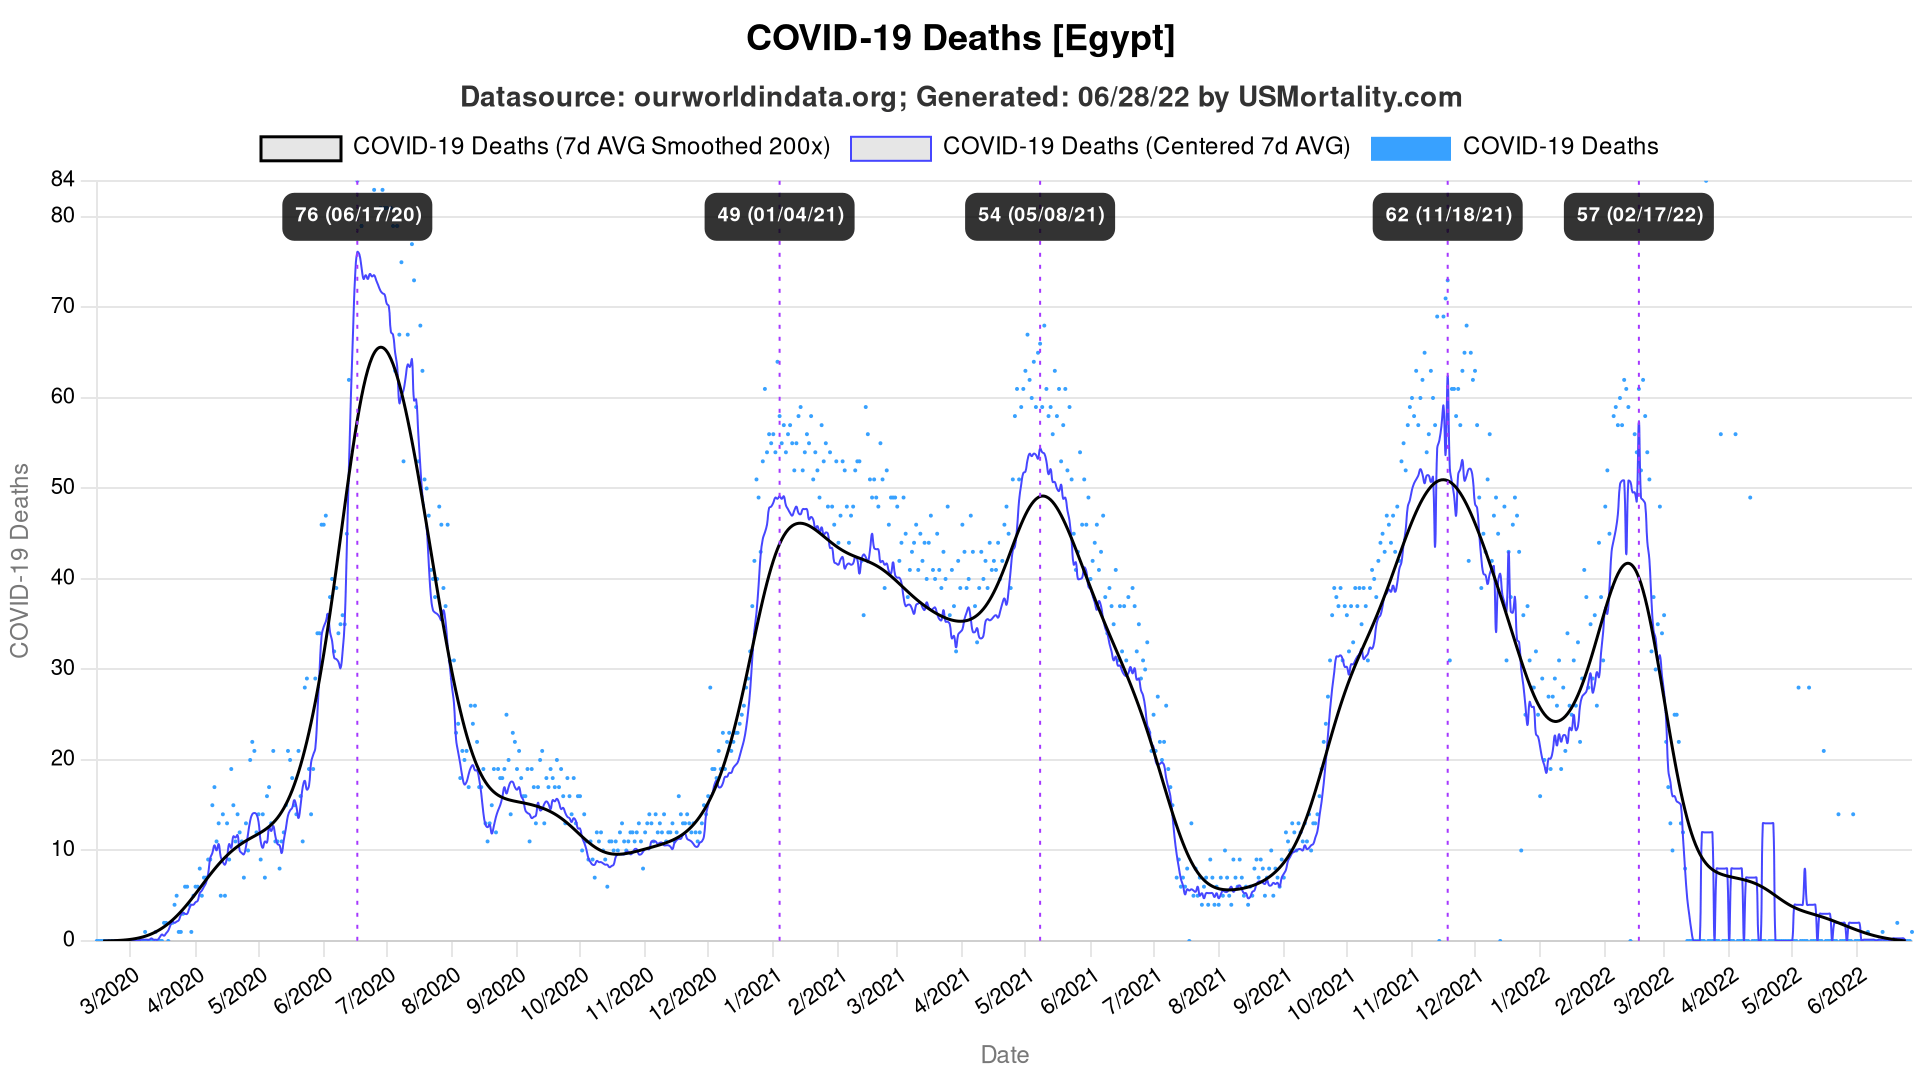 COVID-19 Deaths [Egypt]
Datasource: ourworldindata.org; Generated: 06/28/22 by USMortality.com
COVID-19 Deaths (7d AVG Smoothed 200x) COVID-19 Deaths (Centered 7d AVG) COVID-19 Deaths
84
80
70
60
50
40
30
20
10
0
COVID-19 Deaths
76 (06/17/20) 49 (01/04/21) 54 (05/08/21) 62 (11/18/21) 57 (02/17/22)
3/2020 4/2020 5/2020 6/2020 7/2020 8/2020 9/2020 10/2020 11/2020 12/2020 1/2021 2/2021 3/2021 4/2021 5/2021 6/2021 7/2021 8/2021 9/2021 10/2021 11/2021 12/2021 1/2022 2/2022 3/2022 4/2022 5/2022 6/2022
Date